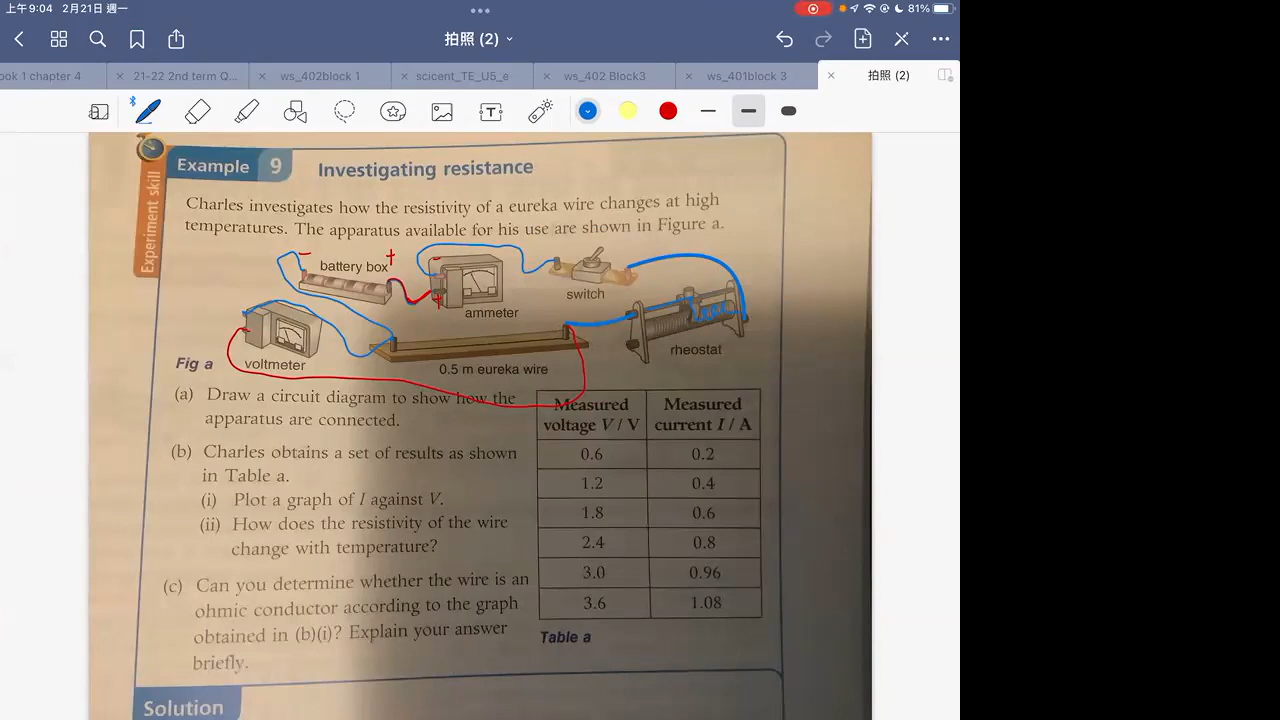 上午9:04 2月21日 週一
81%
拍照 (2)
ook 1 chapter 4
21-22 2nd term Q...
ws_402block 1
scicent_TE_U5_e
ws_402 Block3
ws_401block 3
拍照 (2)
Experiment skill
Example 9 Investigating resistance
Charles investigates how the resistivity of a eureka wire changes at high
temperatures. The apparatus available for his use are shown in Figure a.
battery box
+
−
+
ammeter
switch
voltmeter
0.5 m eureka wire
rheostat
Fig a
(a) Draw a circuit diagram to show how the
apparatus are connected.
(b) Charles obtains a set of results as shown
in Table a.
(i) Plot a graph of I against V.
(ii) How does the resistivity of the wire
change with temperature?
(c) Can you determine whether the wire is an
ohmic conductor according to the graph
obtained in (b)(i)? Explain your answer
briefly.
Measured voltage V / V Measured current I / A
0.6 0.2
1.2 0.4
1.8 0.6
2.4 0.8
3.0 0.96
3.6 1.08
Table a
Solution